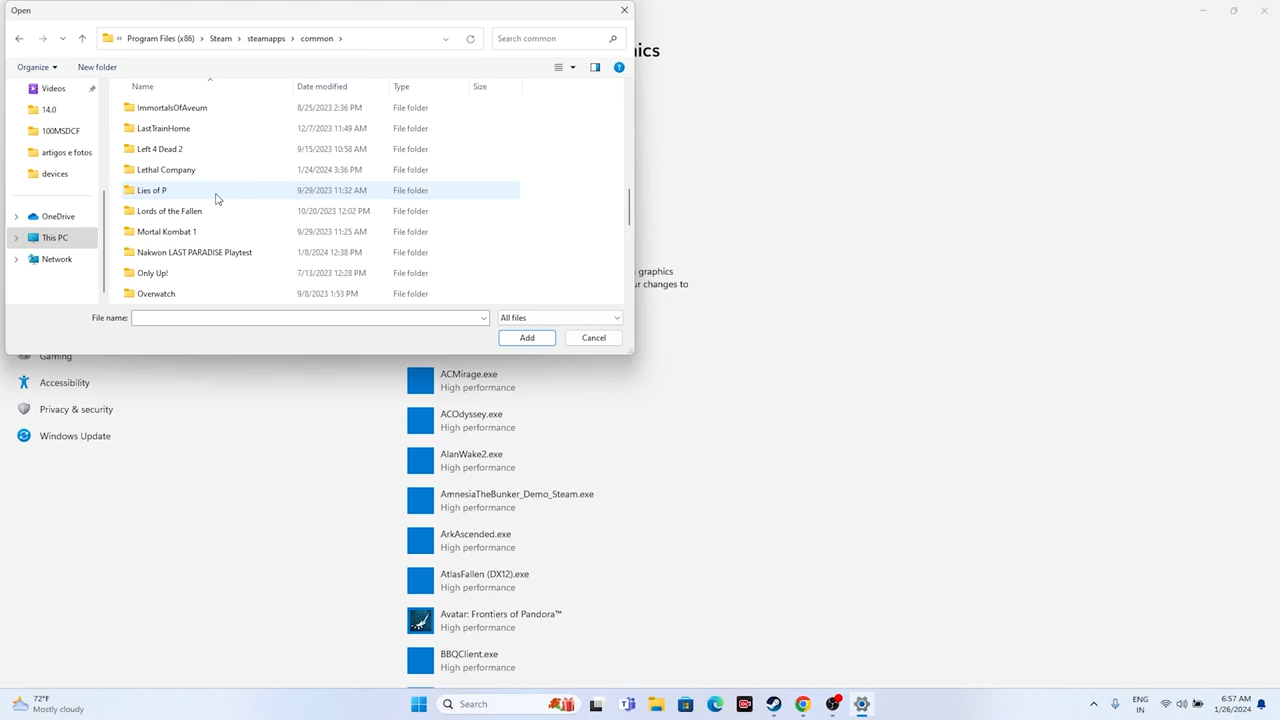 Open
ics
« Program Files (x86) > Steam > steamapps > common >
Search common
Organize
New folder
Name
Date modified
Type
Size
Videos
14.0
100MSDCF
artigos e fotos
devices
OneDrive
This PC
Network
ImmortalsOfAveum 8/25/2023 2:36 PM File folder
LastTrainHome 12/7/2023 11:49 AM File folder
Left 4 Dead 2 9/15/2023 10:58 AM File folder
Lethal Company 1/24/2024 3:36 PM File folder
Lies of P 9/29/2023 11:32 AM File folder
Lords of the Fallen 10/20/2023 12:02 PM File folder
Mortal Kombat 1 9/29/2023 11:25 AM File folder
Nakwon LAST PARADISE Playtest 1/8/2024 12:38 PM File folder
Only Up! 7/13/2023 12:28 PM File folder
Overwatch 9/8/2023 1:53 PM File folder
File name:
All files
Add
Cancel
graphics
ur changes to
Gaming
Accessibility
Privacy & security
Windows Update
ACMirage.exe
High performance
ACOdyssey.exe
High performance
AlanWake2.exe
High performance
AmnesiaTheBunker_Demo_Steam.exe
High performance
ArkAscended.exe
High performance
AtlasFallen (DX12).exe
High performance
Avatar: Frontiers of Pandora™
High performance
BBQClient.exe
High performance
72°F
Mostly cloudy
Search
ENG
IN
6:57 AM
1/26/2024